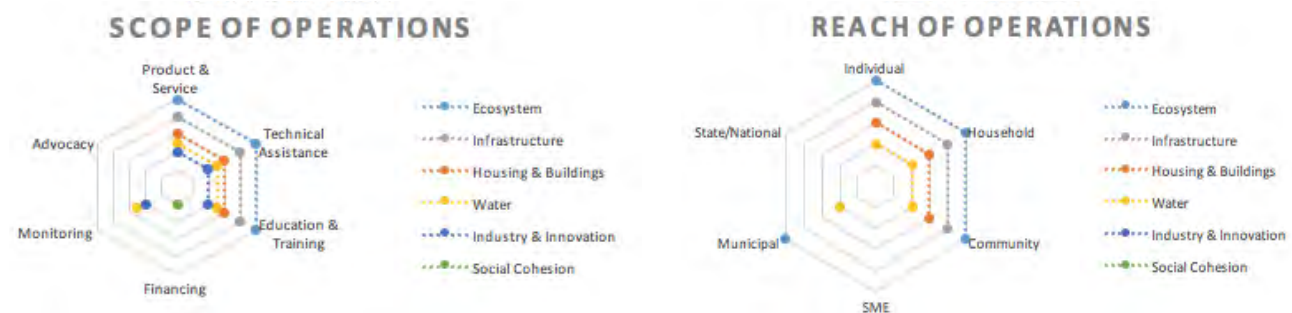 SCOPE OF OPERATIONS
Product &
Service
Technical
Assistance
Education &
Training
Financing
Monitoring
Advocacy
Ecosystem
Infrastructure
Housing & Buildings
Water
Industry & Innovation
Social Cohesion
REACH OF OPERATIONS
Individual
Household
Community
SME
Municipal
State/National
Ecosystem
Infrastructure
Housing & Buildings
Water
Industry & Innovation
Social Cohesion